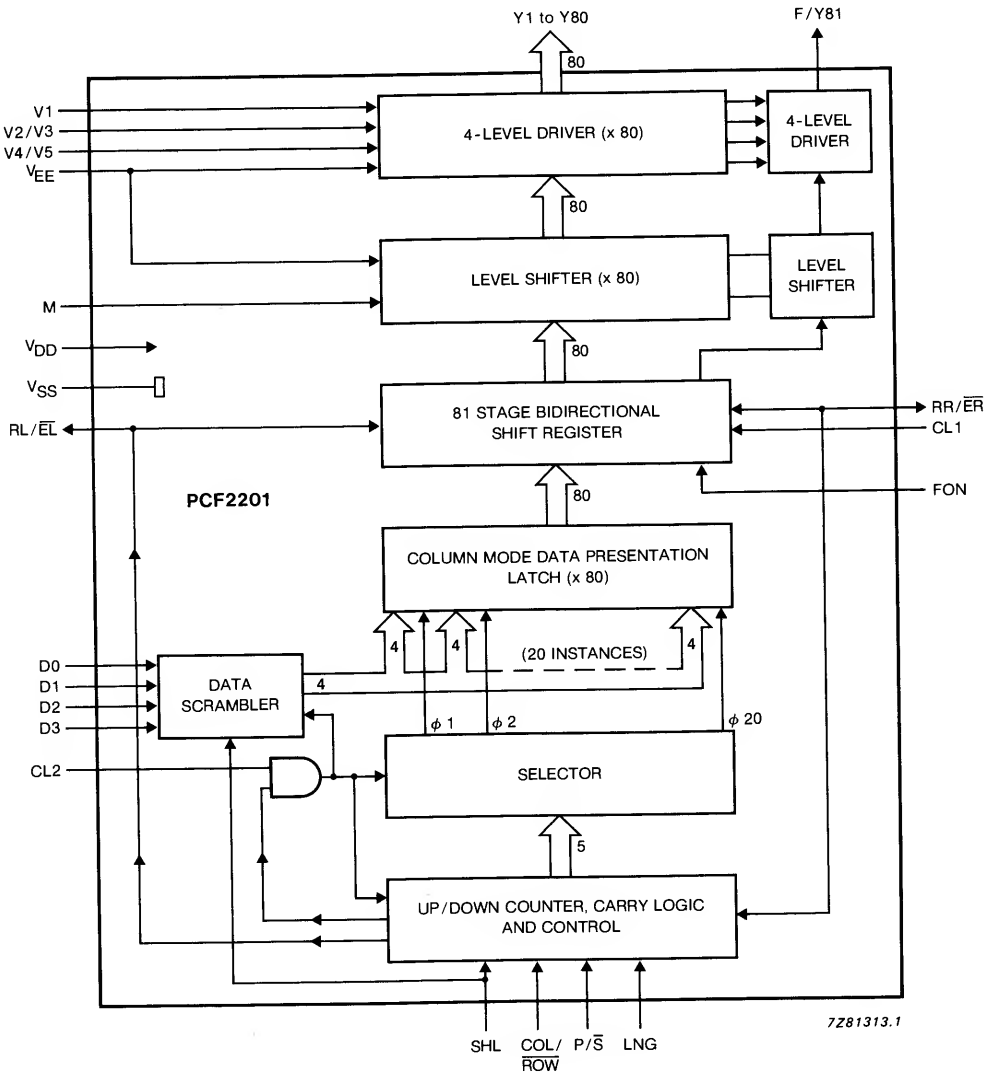 Y1 to Y80
F/Y81
80
V1
V2/V3
V4/V5
VEE
4-LEVEL DRIVER (x 80)
4-LEVEL
DRIVER
80
LEVEL SHIFTER (x 80)
LEVEL
SHIFTER
M
VDD
VSS
80
RL/E̅L̅
81 STAGE BIDIRECTIONAL
SHIFT REGISTER
RR/E̅R̅
CL1
FON
PCF2201
80
COLUMN MODE DATA PRESENTATION
LATCH (x 80)
4
4
(20 INSTANCES)
4
D0
D1
D2
D3
DATA
SCRAMBLER
4
ϕ 1
ϕ 2
ϕ 20
CL2
SELECTOR
5
UP/DOWN COUNTER, CARRY LOGIC
AND CONTROL
7Z81313.1
SHL
COL/
R̅O̅W̅
P/S̅
LNG